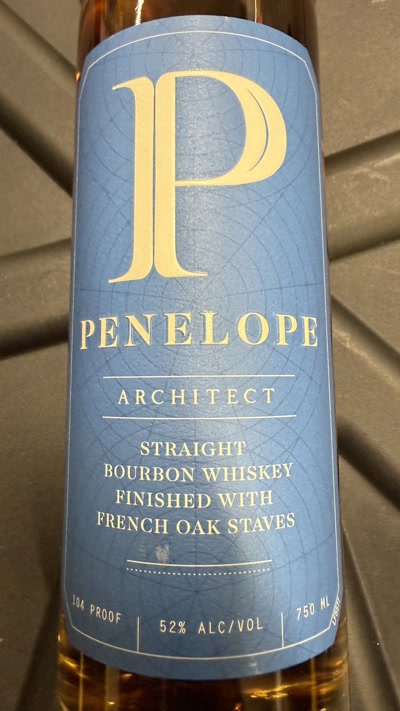 P
PENELOPE
ARCHITECT
STRAIGHT
BOURBON WHISKEY
FINISHED WITH
FRENCH OAK STAVES
104 PROOF
52% ALC/VOL
750 ML